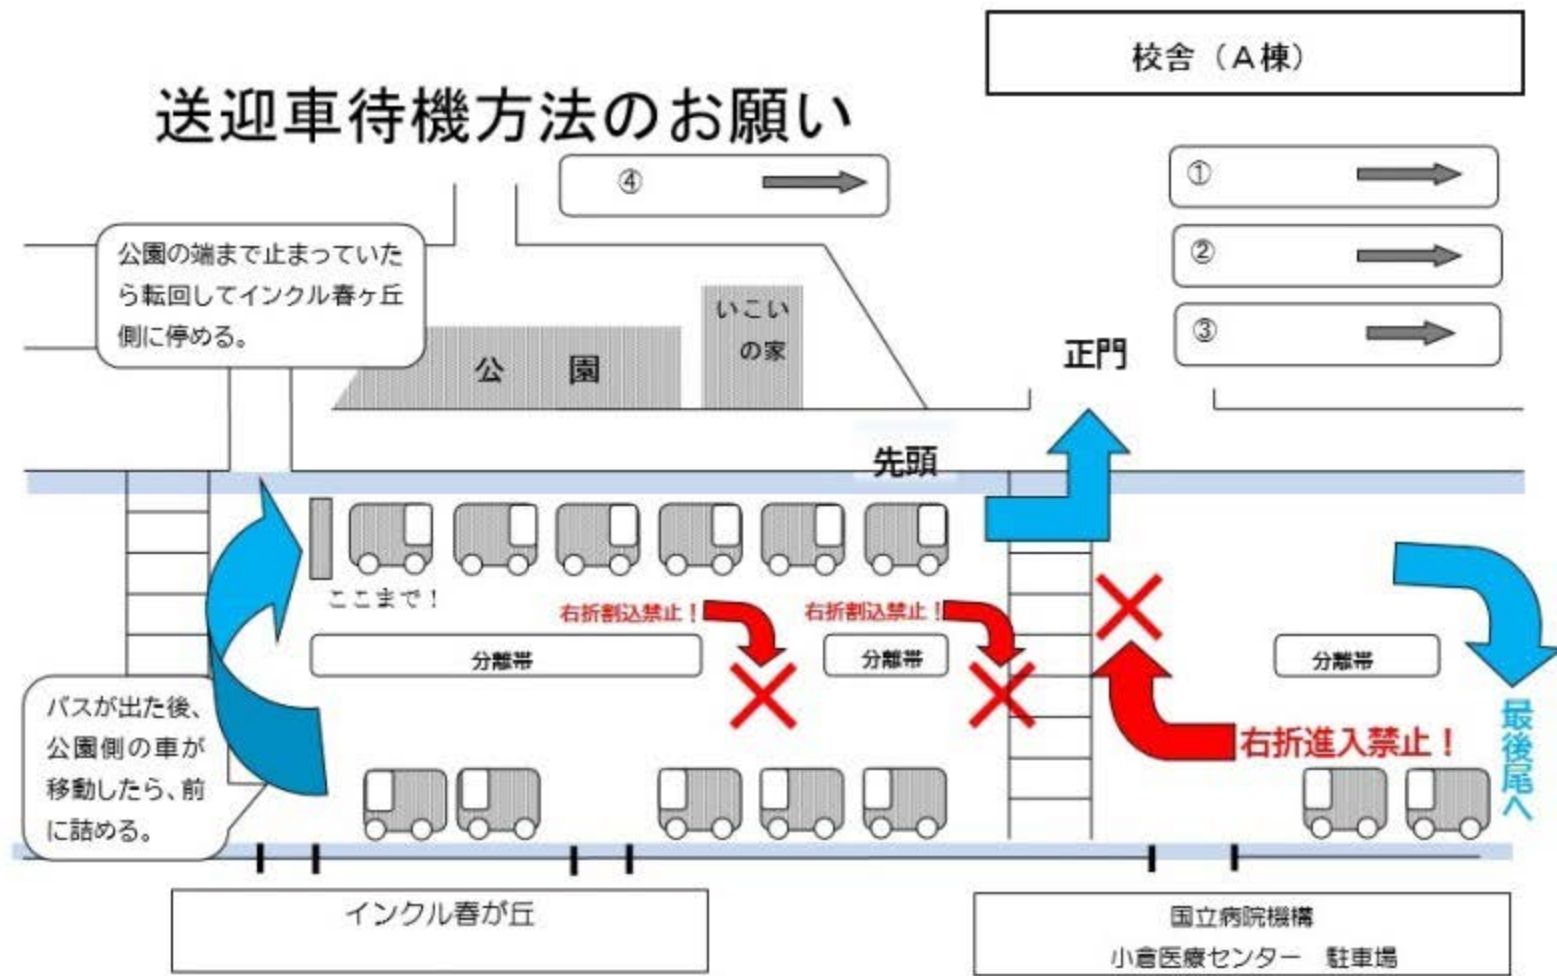 校舎（A棟）
送迎車待機方法のお願い
④
①
②
③
公園の端まで止まっていた
ら転回してインクル春ヶ丘
側に停める。
いこい
の家
公　園
正門
先頭
ここまで！
右折割込禁止！
右折割込禁止！
分離帯
分離帯
分離帯
バスが出た後、
公園側の車が
移動したら、前
に詰める。
右折進入禁止！
最後尾へ
インクル春が丘
国立病院機構
小倉医療センター　駐車場